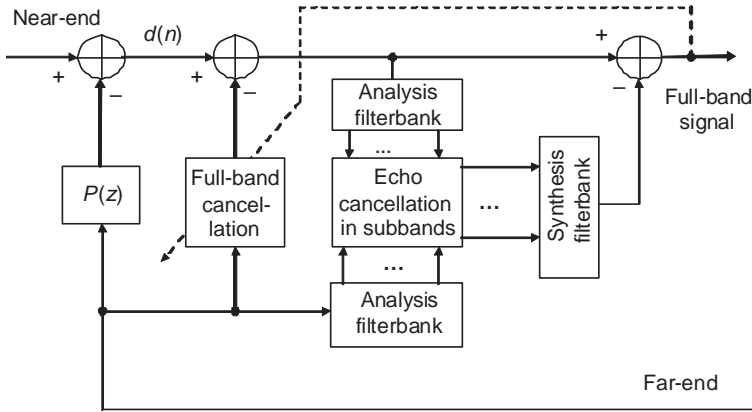 Near-end
d(n)
+
−
+
−
+
−
Analysis
filterbank
Full-band
signal
...
P(z)
Full-band
cancel-
lation
Echo
cancellation
in subbands
...
Synthesis
filterbank
...
Analysis
filterbank
Far-end